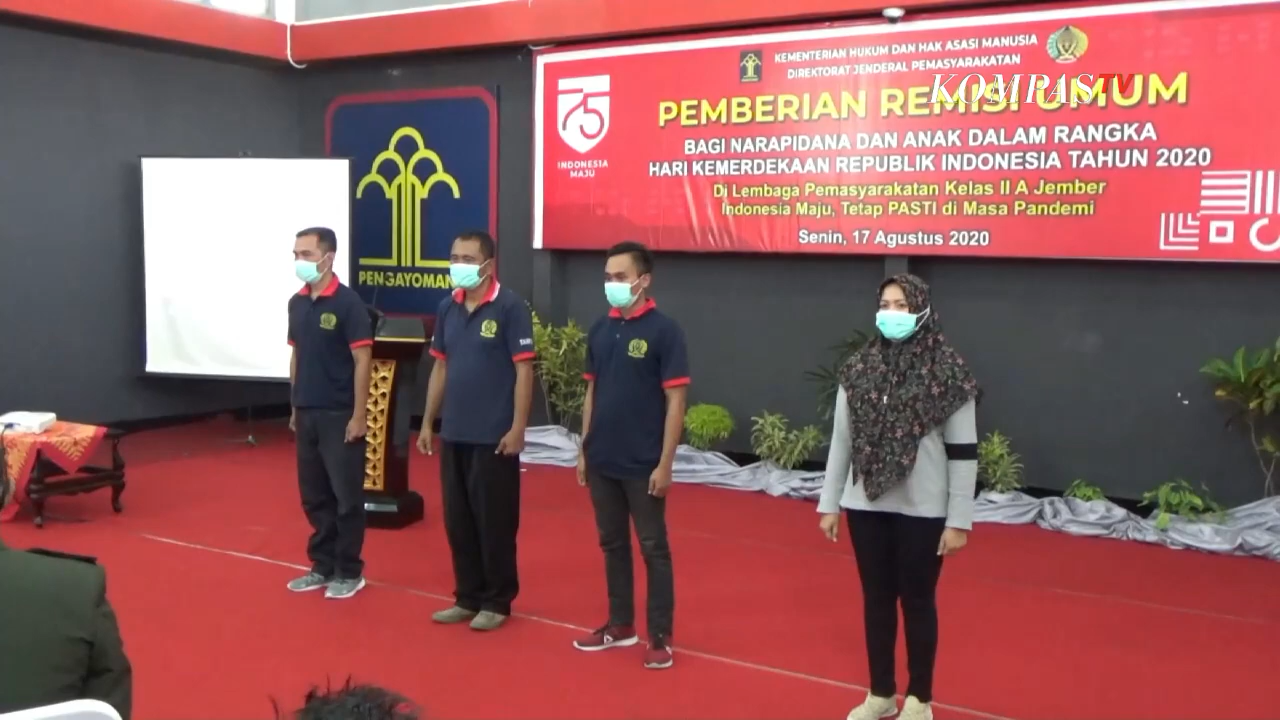 KEMENTERIAN HUKUM DAN HAK ASASI MANUSIA
DIREKTORAT JENDERAL PEMASYARAKATAN
KOMPASTV
PEMBERIAN REMISI UMUM
BAGI NARAPIDANA DAN ANAK DALAM RANGKA
HARI KEMERDEKAAN REPUBLIK INDONESIA TAHUN 2020
Di Lembaga Pemasyarakatan Kelas II A Jember
Indonesia Maju, Tetap PASTI di Masa Pandemi
Senin, 17 Agustus 2020
75
INDONESIA
MAJU
PENGAYOMAN